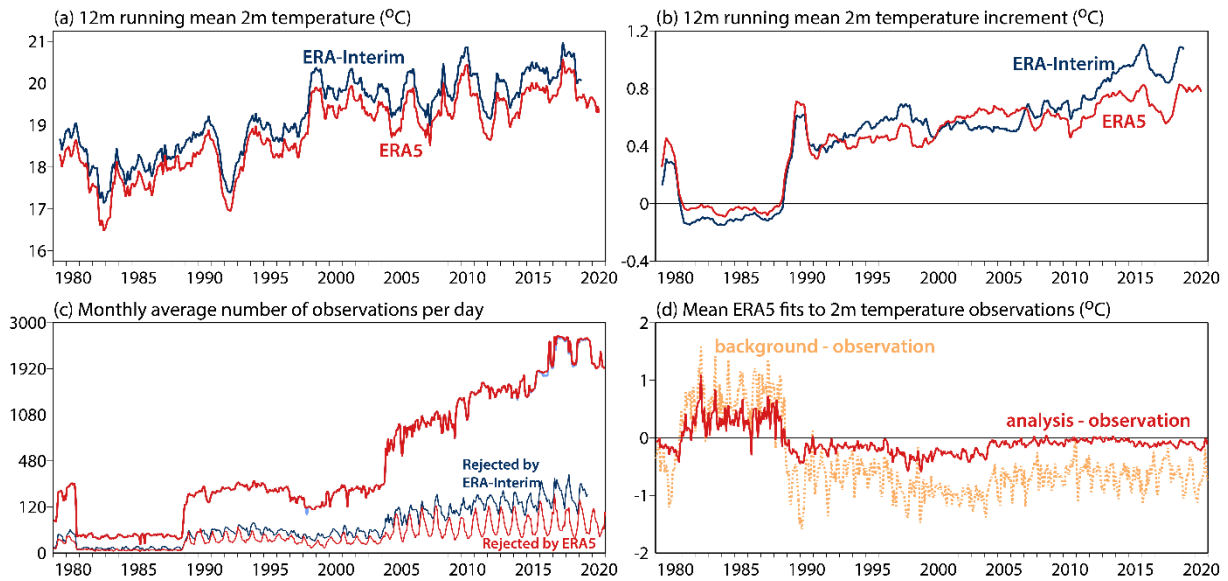 (a) 12m running mean 2m temperature (°C)
21
20
19
18
17
16
ERA-Interim
ERA5
1980 1985 1990 1995 2000 2005 2010 2015 2020
(b) 12m running mean 2m temperature increment (°C)
1.2
0.8
0.4
0
-0.4
ERA-Interim
ERA5
1980 1985 1990 1995 2000 2005 2010 2015 2020
(c) Monthly average number of observations per day
3000
1920
1080
480
120
0
Rejected by
ERA-Interim
Rejected by ERA5
1980 1985 1990 1995 2000 2005 2010 2015 2020
(d) Mean ERA5 fits to 2m temperature observations (°C)
2
1
0
-1
-2
background - observation
analysis - observation
1980 1985 1990 1995 2000 2005 2010 2015 2020